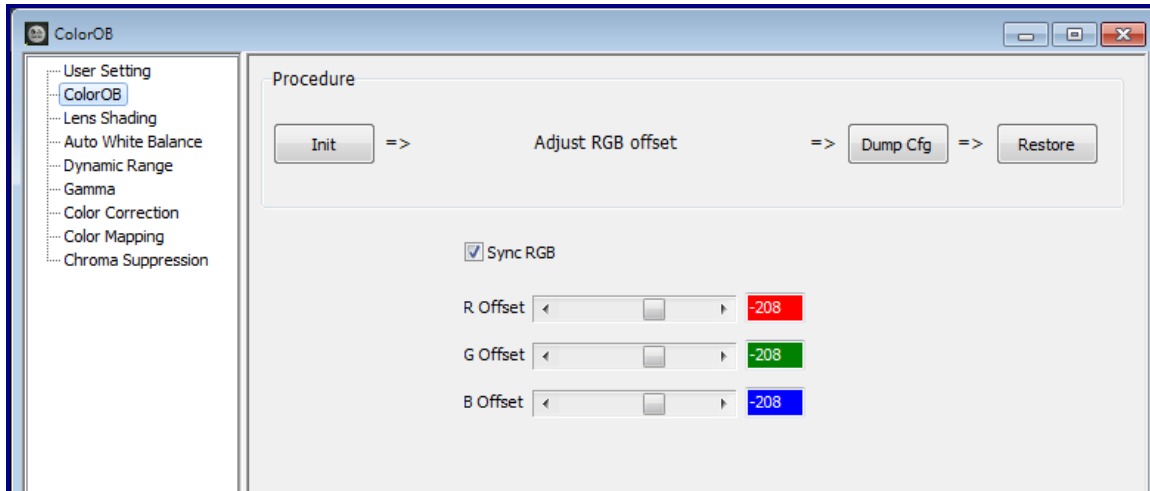 ColorOB
User Setting
ColorOB
Lens Shading
Auto White Balance
Dynamic Range
Gamma
Color Correction
Color Mapping
Chroma Suppression
Procedure
Init => Adjust RGB offset => Dump Cfg => Restore
Sync RGB
R Offset -208
G Offset -208
B Offset -208